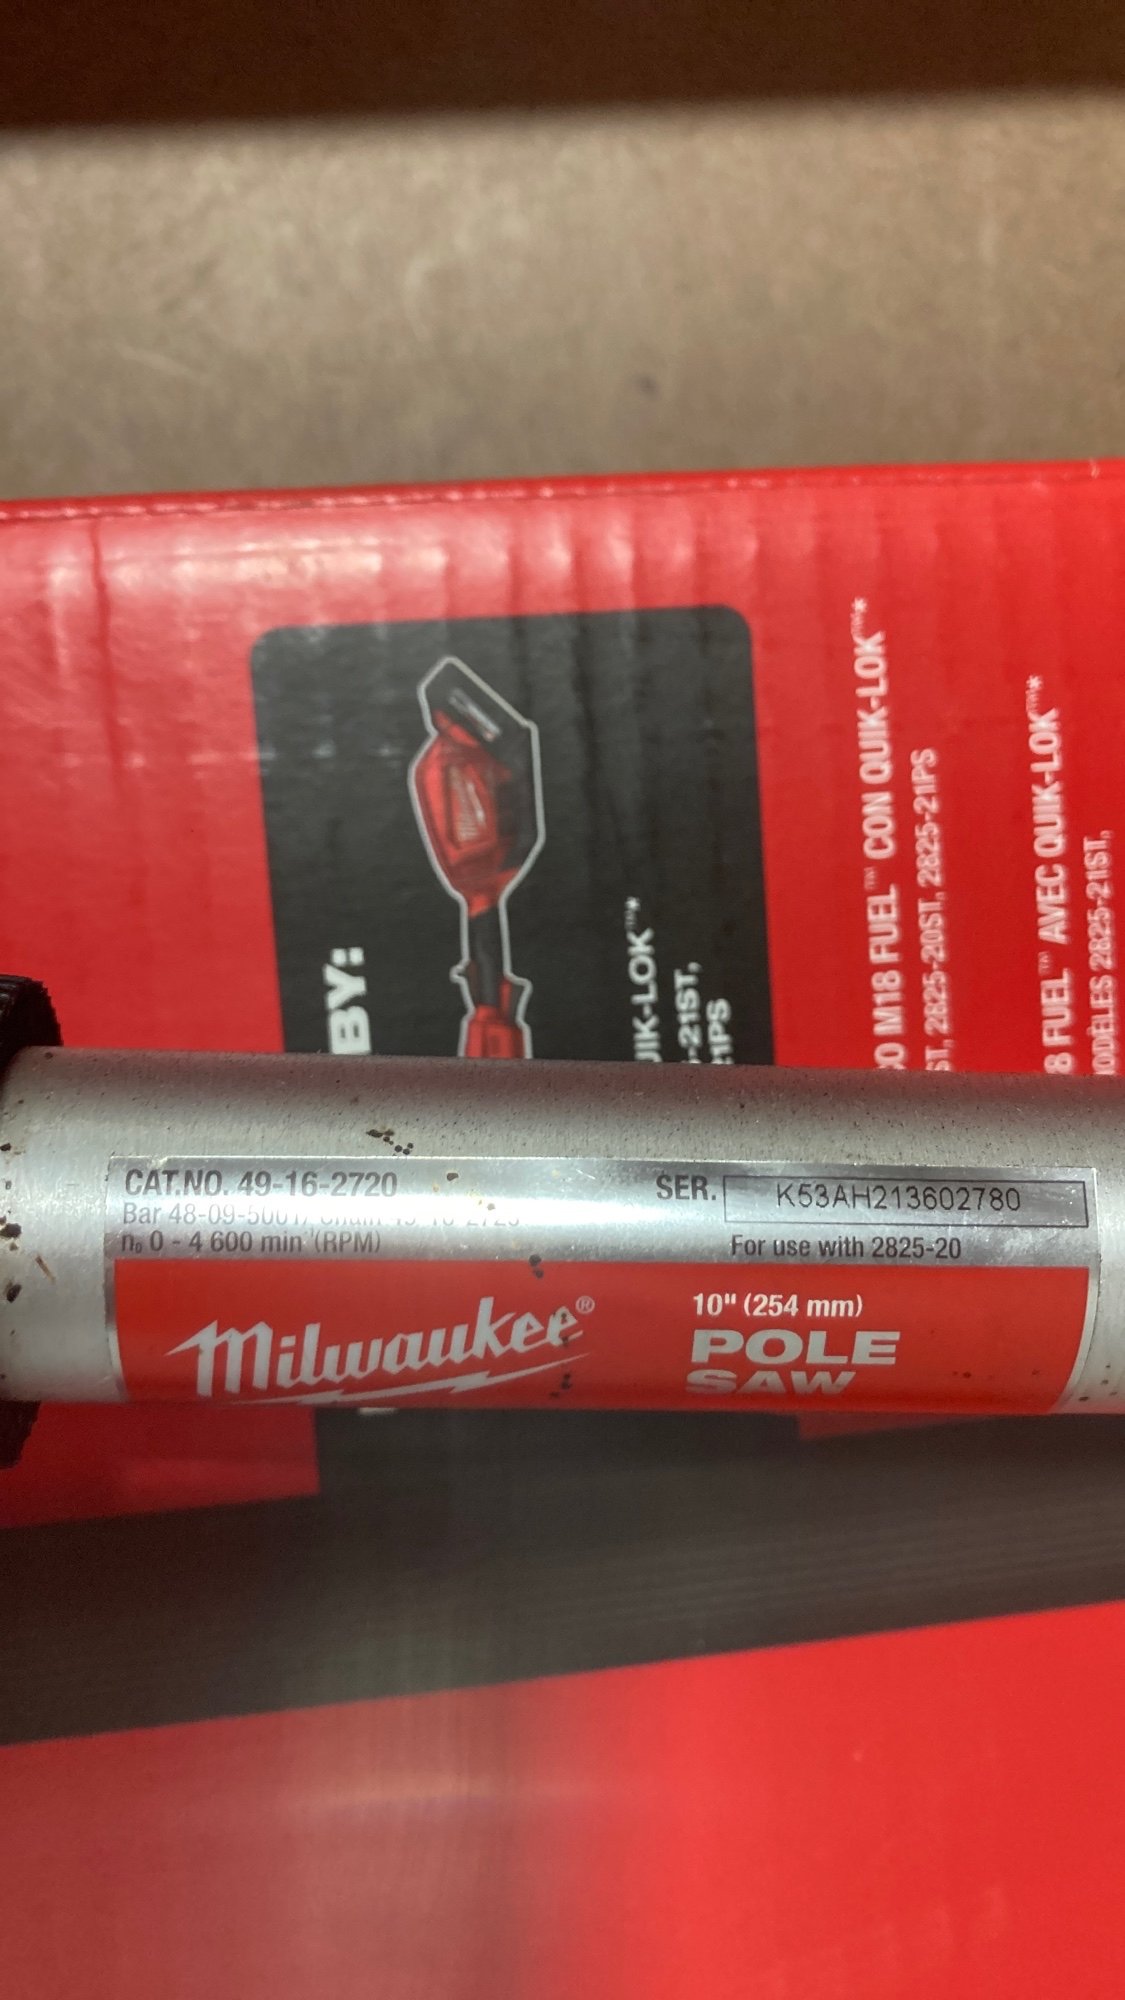 BY:
UIK-LOK™*
-21ST,
21PS
O M18 FUEL™ CON QUIK-LOK™*
ST, 2825-20ST, 2825-21PS
8 FUEL™ AVEC QUIK-LOK™*
ODÈLES 2825-21ST,
CAT.NO. 49-16-2720
Bar
n₀ 0 - 4 600 min⁻¹(RPM)
SER. K53AH213602780
For use with 2825-20
Milwaukee®
10" (254 mm)
POLE
SAW